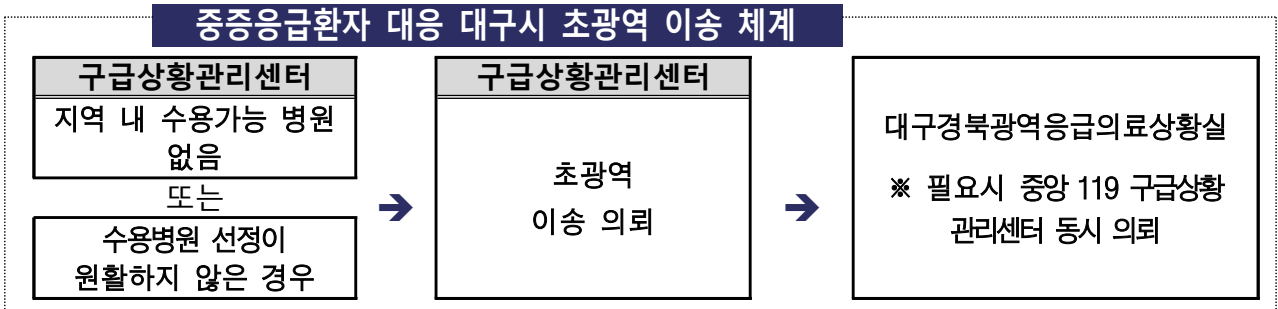 중증응급환자 대응 대구시 초광역 이송 체계
구급상황관리센터
지역 내 수용가능 병원
없음
또는
수용병원 선정이
원활하지 않은 경우
➔
구급상황관리센터
초광역
이송 의뢰
➔
대구경북광역응급의료상황실
※ 필요시 중앙 119 구급상황
관리센터 동시 의뢰